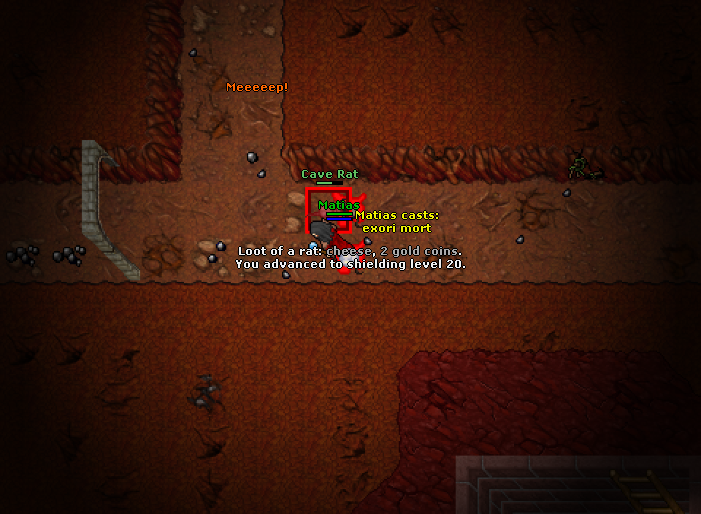 Meeeeep!
Cave Rat
Matias
Matias casts:
exori mort
Loot of a rat: cheese, 2 gold coins.
You advanced to shielding level 20.